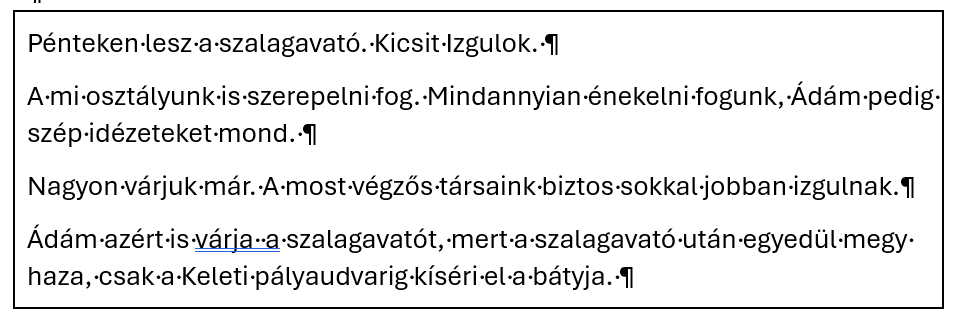 Pénteken·lesz·a·szalagavató.·Kicsit·Izgulok.·¶
A·mi·osztályunk·is·szerepelni·fog.·Mindannyian·énekelni·fogunk,·Ádám·pedig·
szép·idézeteket·mond.·¶
Nagyon·várjuk·már.·A·most·végzős·társaink·biztos·sokkal·jobban·izgulnak.¶
Ádám·azért·is·várja··a·szalagavatót,·mert·a·szalagavató·után·egyedül·megy·
haza,·csak·a·Keleti·pályaudvarig·kíséri·el·a·bátyja.·¶